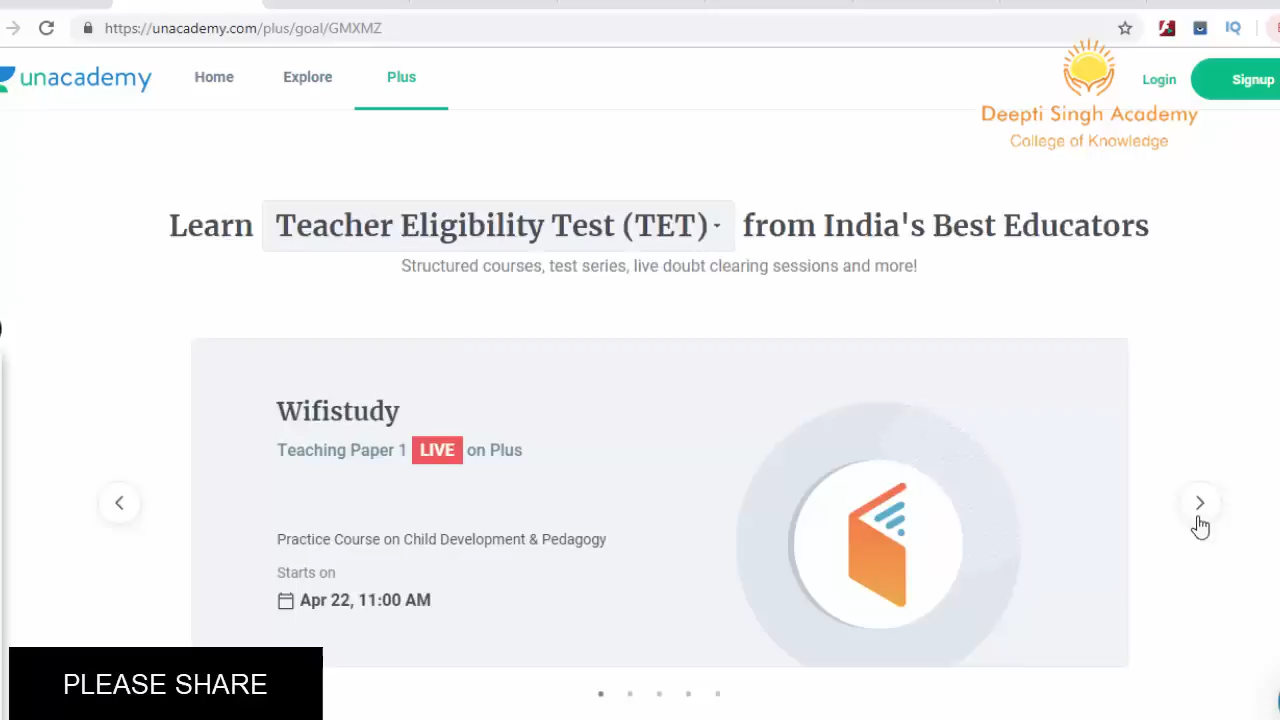 https://unacademy.com/plus/goal/GMXMZ
unacademy
Home
Explore
Plus
Login
Signup
Deepti Singh Academy
College of Knowledge
Learn Teacher Eligibility Test (TET) from India's Best Educators
Structured courses, test series, live doubt clearing sessions and more!
Wifistudy
Teaching Paper 1 LIVE on Plus
Practice Course on Child Development & Pedagogy
Starts on
Apr 22, 11:00 AM
PLEASE SHARE